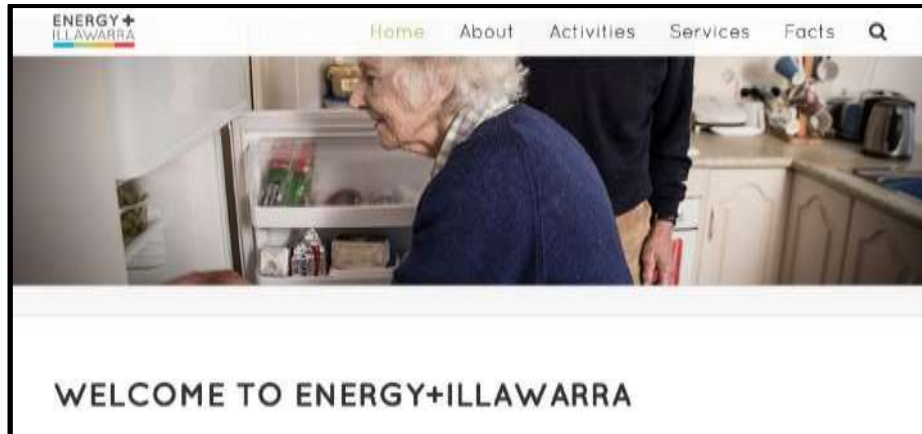 ENERGY+
ILLAWARRA
Home About Activities Services Facts
WELCOME TO ENERGY+ILLAWARRA